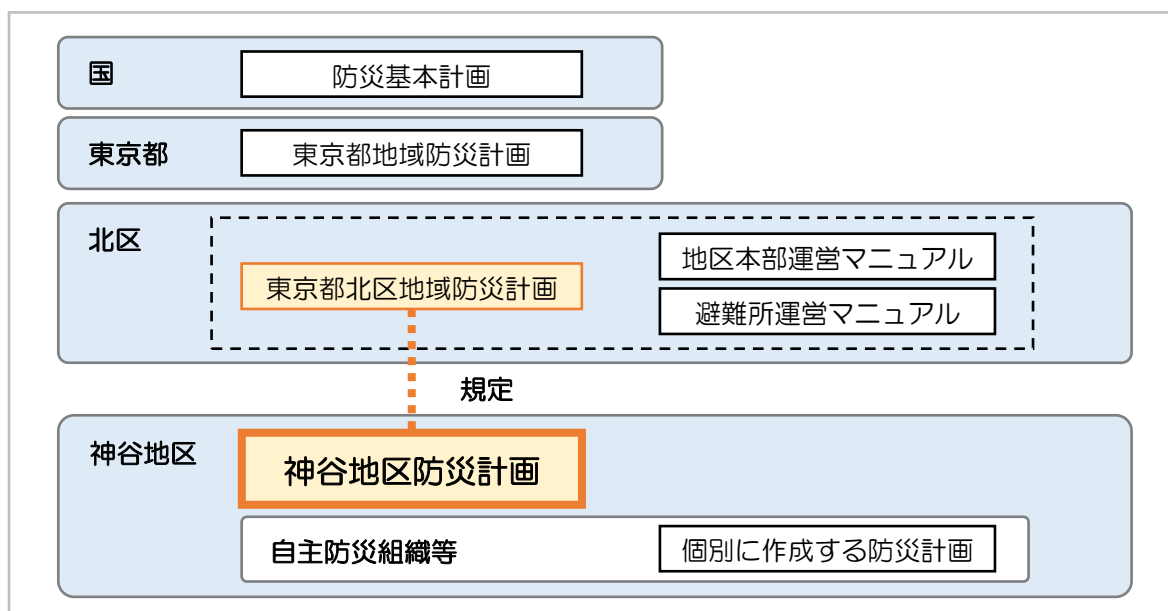 国
防災基本計画
東京都
東京都地域防災計画
北区
東京都北区地域防災計画
地区本部運営マニュアル
避難所運営マニュアル
規定
神谷地区
神谷地区防災計画
自主防災組織等
個別に作成する防災計画